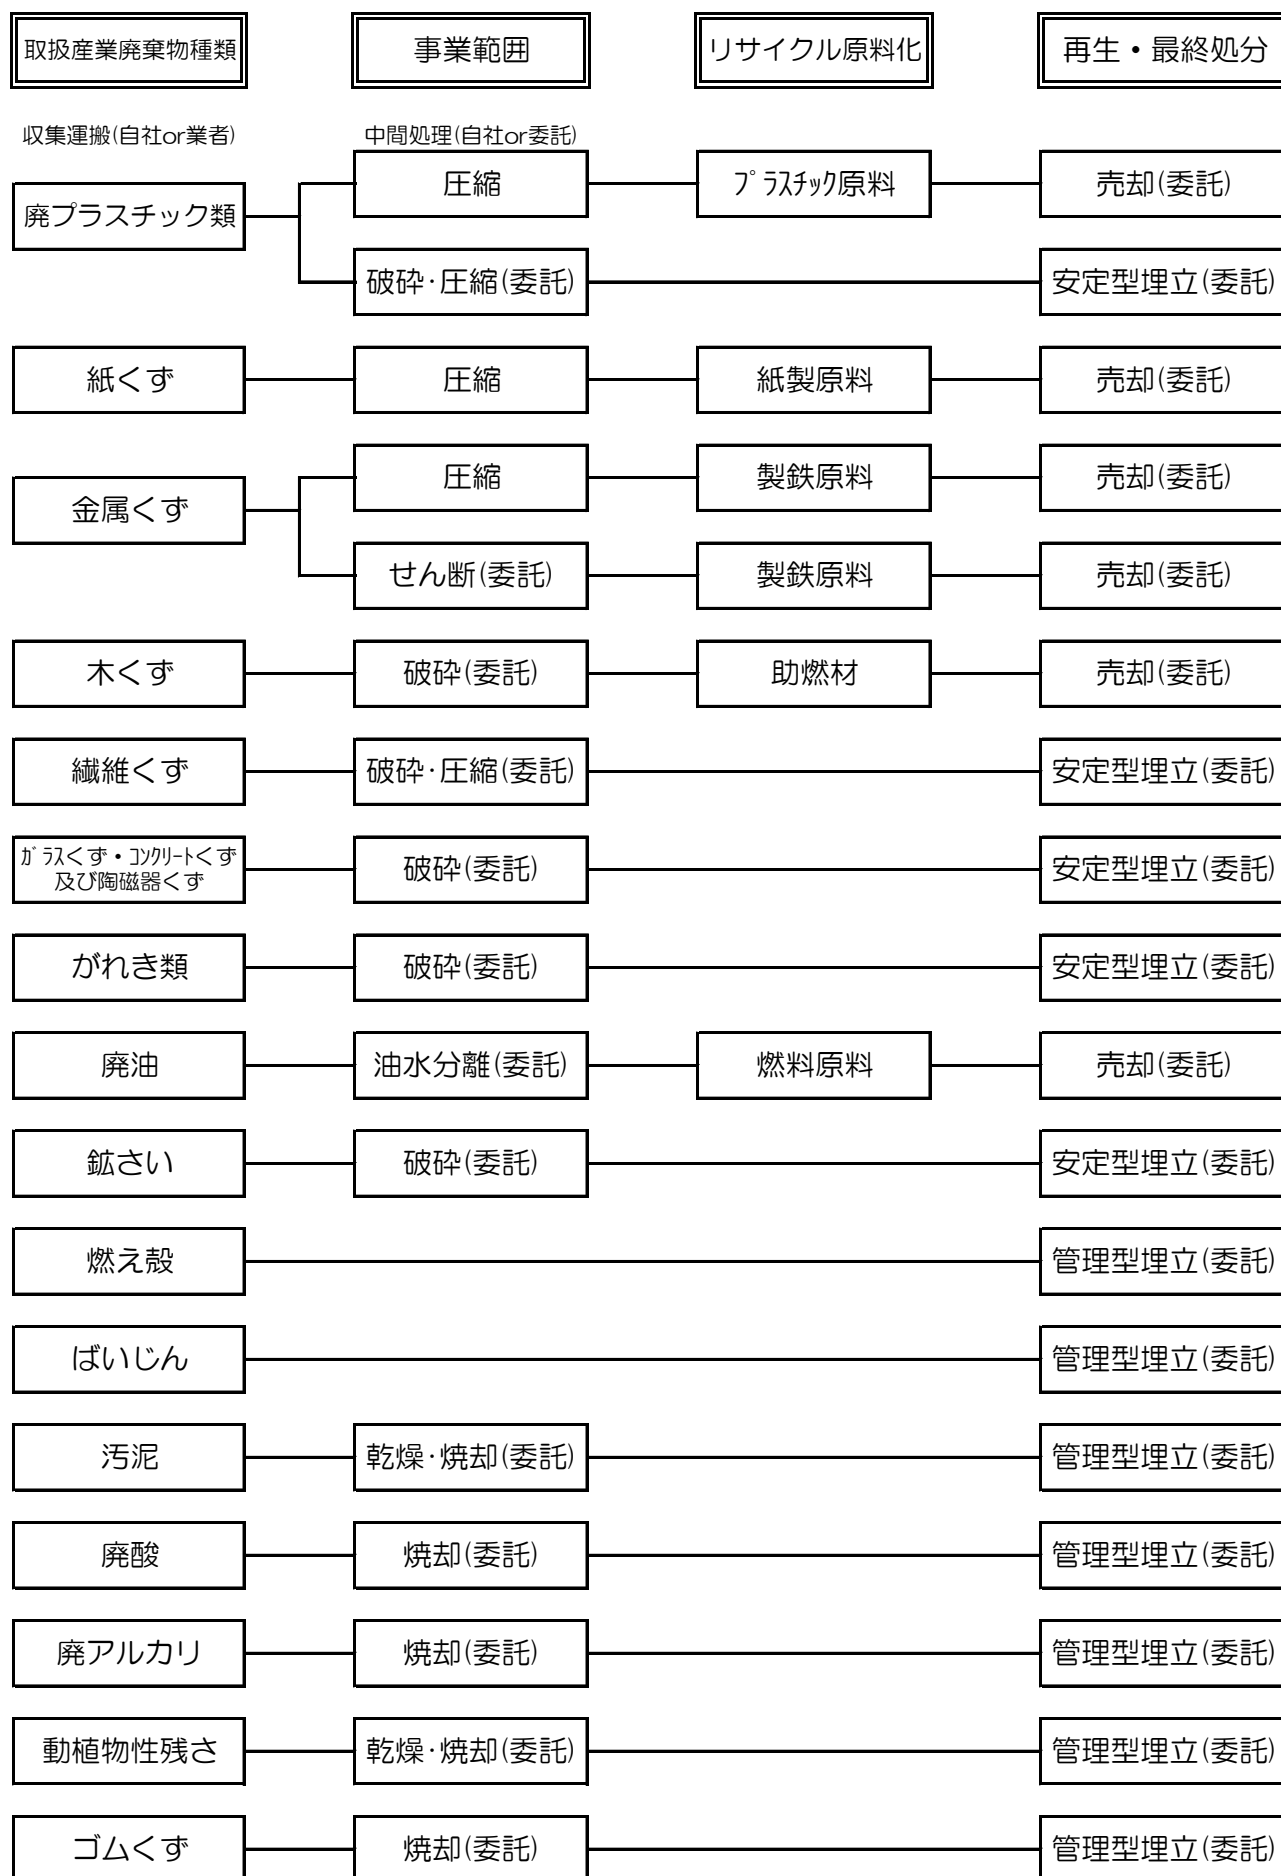 取扱産業廃棄物種類 事業範囲 リサイクル原料化 再生・最終処分
収集運搬(自社or業者) 中間処理(自社or委託)
廃プラスチック類 圧縮 ﾌﾟﾗｽﾁｯｸ原料 売却(委託)
破砕･圧縮(委託) 安定型埋立(委託)
紙くず 圧縮 紙製原料 売却(委託)
金属くず 圧縮 製鉄原料 売却(委託)
せん断(委託) 製鉄原料 売却(委託)
木くず 破砕(委託) 助燃材 売却(委託)
繊維くず 破砕･圧縮(委託) 安定型埋立(委託)
ｶﾞﾗｽくず・ｺﾝｸﾘｰﾄくず
及び陶磁器くず 破砕(委託) 安定型埋立(委託)
がれき類 破砕(委託) 安定型埋立(委託)
廃油 油水分離(委託) 燃料原料 売却(委託)
鉱さい 破砕(委託) 安定型埋立(委託)
燃え殻 管理型埋立(委託)
ばいじん 管理型埋立(委託)
汚泥 乾燥･焼却(委託) 管理型埋立(委託)
廃酸 焼却(委託) 管理型埋立(委託)
廃アルカリ 焼却(委託) 管理型埋立(委託)
動植物性残さ 乾燥･焼却(委託) 管理型埋立(委託)
ゴムくず 焼却(委託) 管理型埋立(委託)